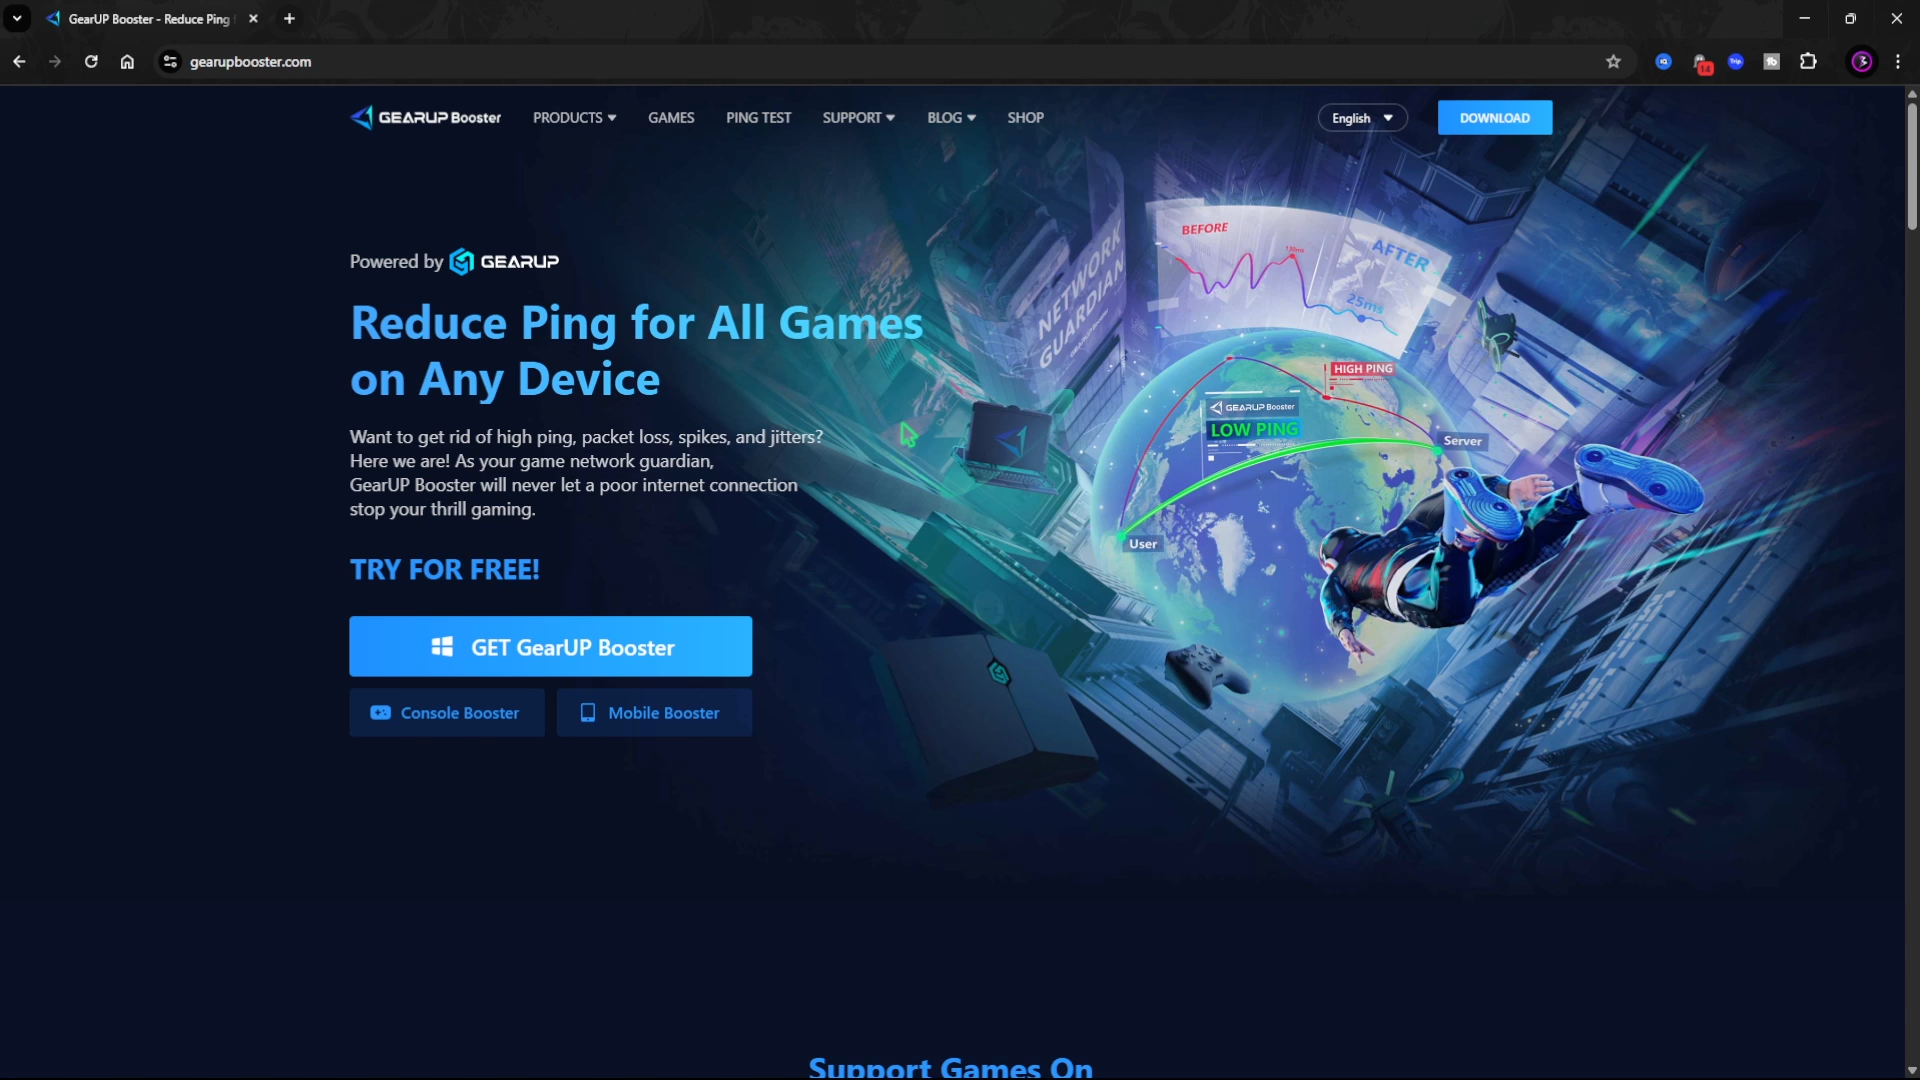 GearUP Booster - Reduce Ping
gearupbooster.com
14
GEARUP Booster
PRODUCTS
GAMES
PING TEST
SUPPORT
BLOG
SHOP
English
DOWNLOAD
Powered by GEARUP
Reduce Ping for All Games
on Any Device
Want to get rid of high ping, packet loss, spikes, and jitters?
Here we are! As your game network guardian,
GearUP Booster will never let a poor internet connection
stop your thrill gaming.
TRY FOR FREE!
GET GearUP Booster
Console Booster
Mobile Booster
NETWORK
GUARDIAN
BEFORE
130ms
AFTER
25ms
HIGH PING
GEARUP Booster
LOW PING
Server
User
Support Games On